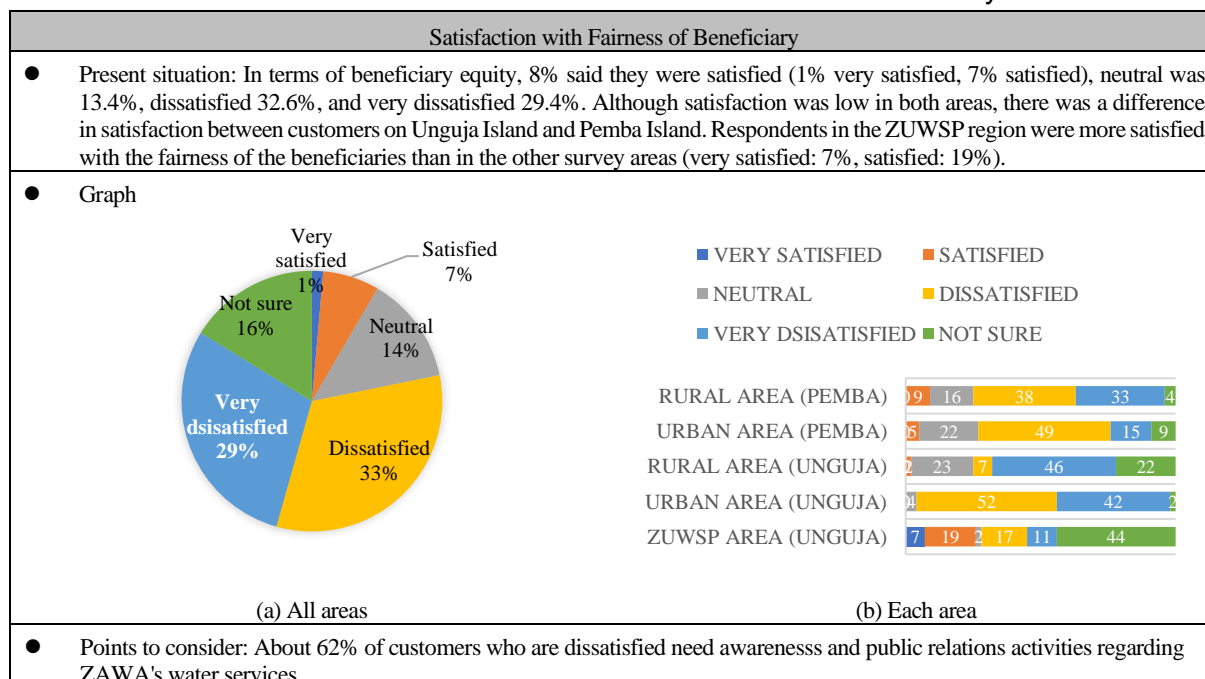 Satisfaction with Fairness of Beneficiary
● Present situation: In terms of beneficiary equity, 8% said they were satisfied (1% very satisfied, 7% satisfied), neutral was
13.4%, dissatisfied 32.6%, and very dissatisfied 29.4%. Although satisfaction was low in both areas, there was a difference
in satisfaction between customers on Unguja Island and Pemba Island. Respondents in the ZUWSP region were more satisfied
with the fairness of the beneficiaries than in the other survey areas (very satisfied: 7%, satisfied: 19%).
● Graph
Very
satisfied
1%
Satisfied
7%
Neutral
14%
Dissatisfied
33%
Very
dsisatisfied
29%
Not sure
16%
(a) All areas
VERY SATISFIED SATISFIED
NEUTRAL DISSATISFIED
VERY DSISATISFIED NOT SURE
RURAL AREA (PEMBA) 0 9 16 38 33 4
URBAN AREA (PEMBA) 0 5 22 49 15 9
RURAL AREA (UNGUJA) 2 23 7 46 22
URBAN AREA (UNGUJA) 0 4 52 42 2
ZUWSP AREA (UNGUJA) 7 19 2 17 11 44
(b) Each area
● Points to consider: About 62% of customers who are dissatisfied need awarenesss and public relations activities regarding
ZAWA's water services